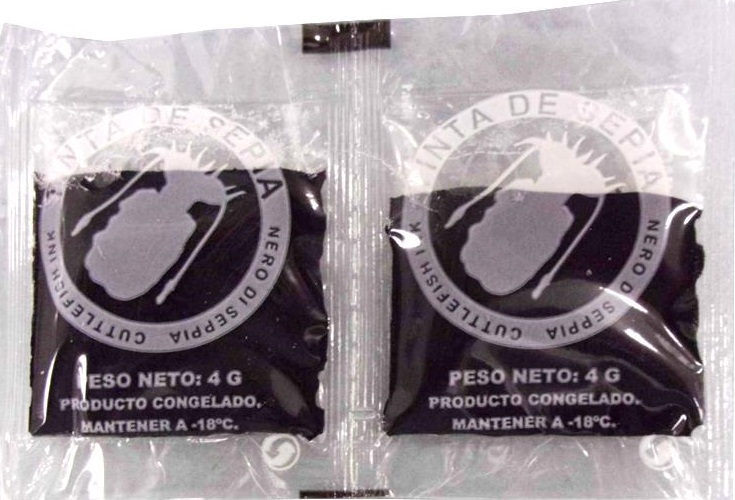 TINTA DE SEPIA
NERO DI SEPPIA
CUTTLEFISH INK
PESO NETO: 4 G
PRODUCTO CONGELADO.
MANTENER A -18ºC.
TINTA DE SEPIA
NERO DI SEPPIA
CUTTLEFISH INK
PESO NETO: 4 G
PRODUCTO CONGELADO.
MANTENER A -18ºC.